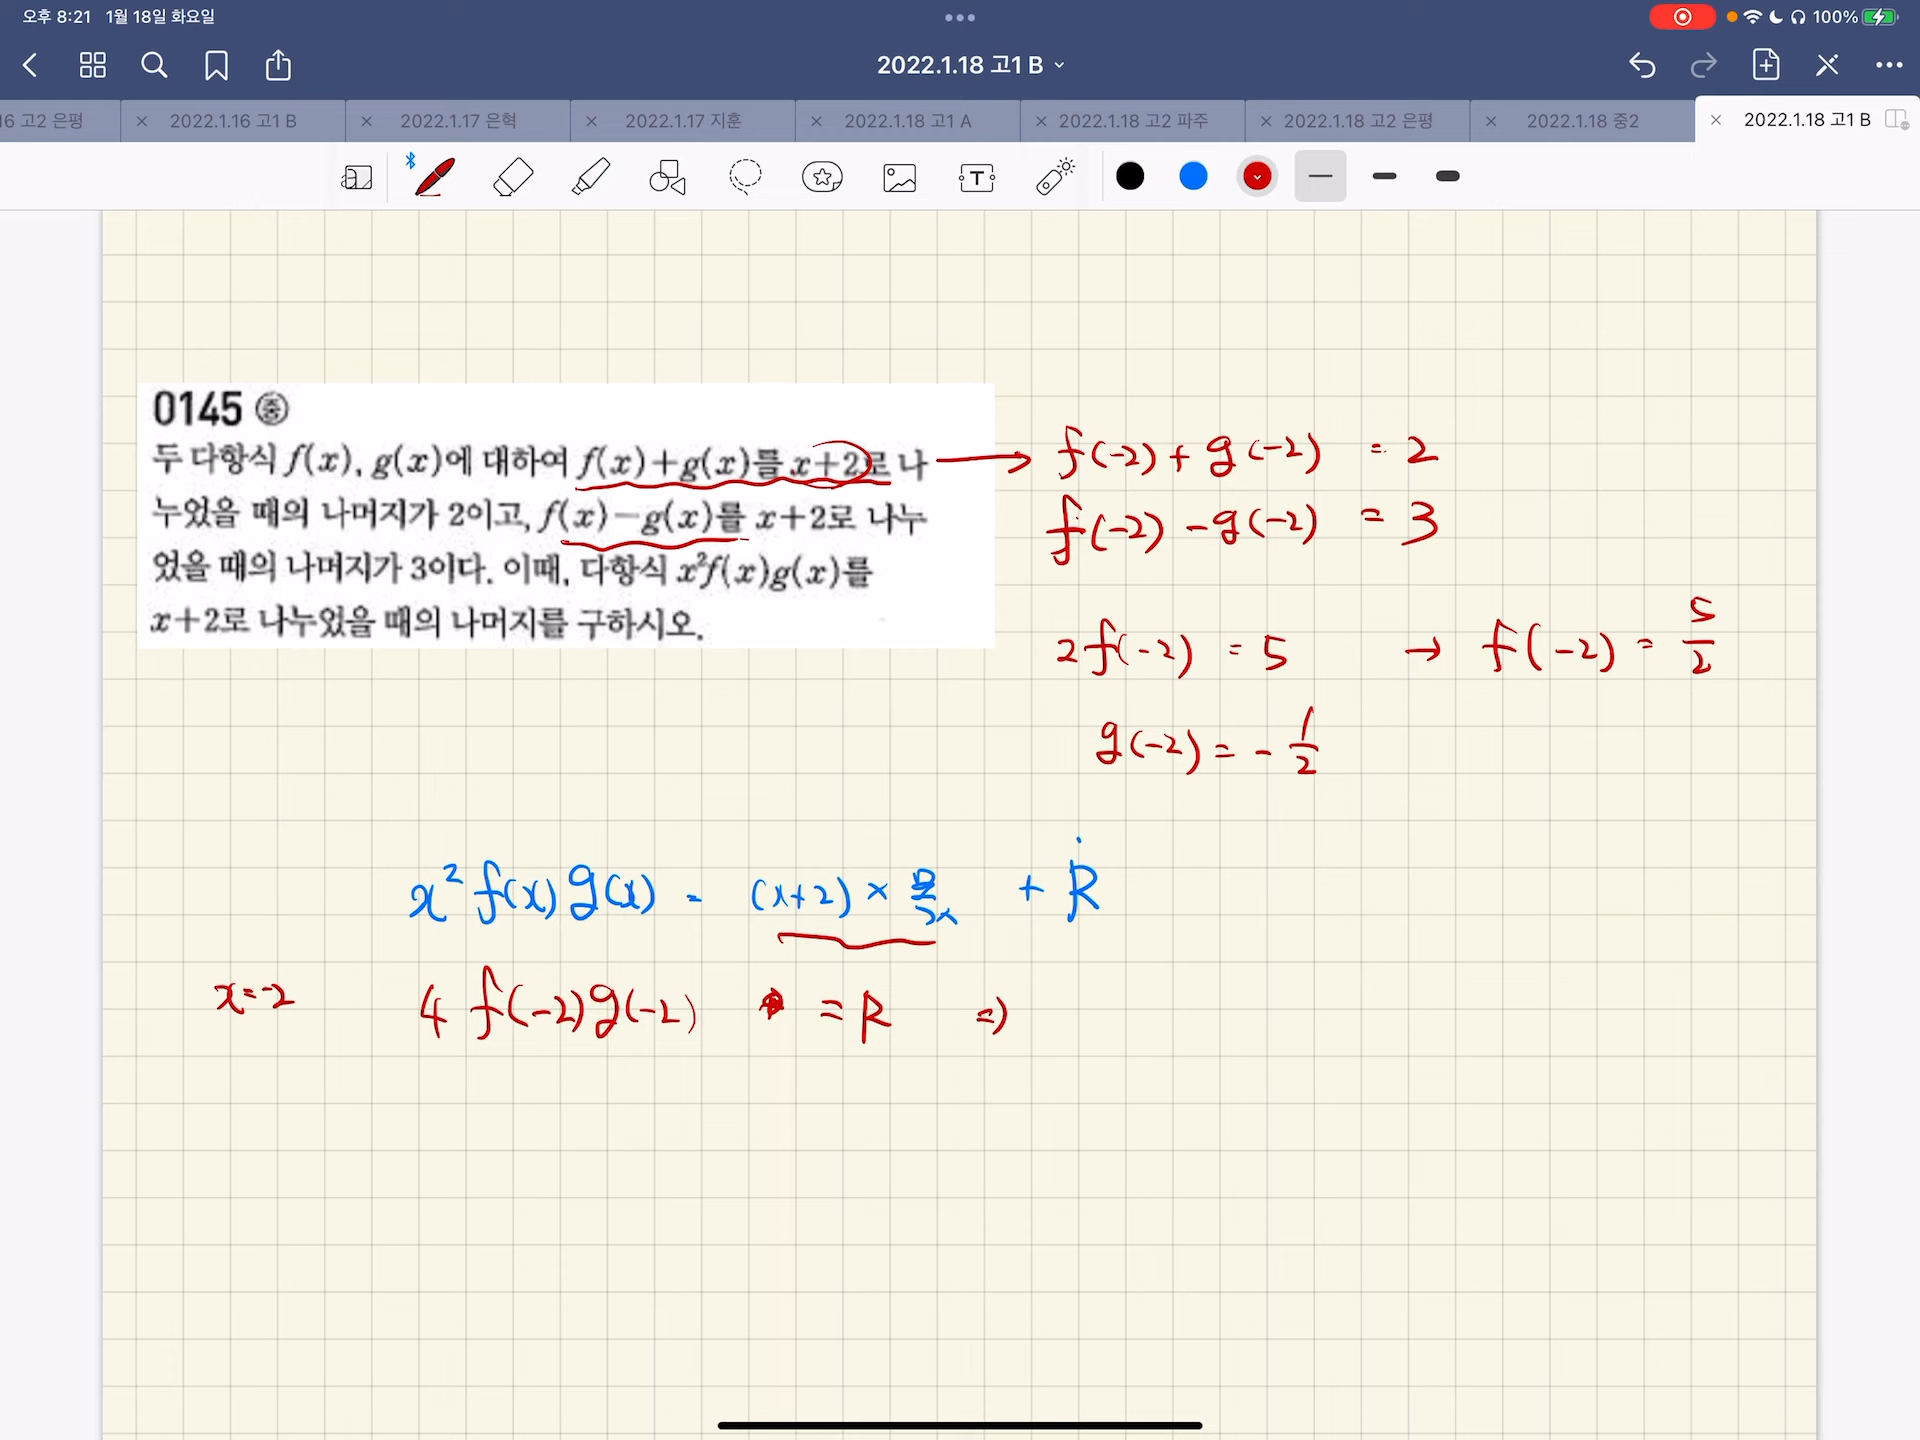 오후 8:21 1월 18일 화요일
100%
2022.1.18 고1 B
16 고2 은평
2022.1.16 고1 B
2022.1.17 은혁
2022.1.17 지훈
2022.1.18 고1 A
2022.1.18 고2 파주
2022.1.18 고2 은평
2022.1.18 중2
2022.1.18 고1 B
0145 중
두 다항식 f(x), g(x)에 대하여 f(x)+g(x)를 x+2로 나
누었을 때의 나머지가 2이고, f(x)-g(x)를 x+2로 나누
었을 때의 나머지가 3이다. 이때, 다항식 x²f(x)g(x)를
x+2로 나누었을 때의 나머지를 구하시오.
→ f(-2) + g(-2) = 2
f(-2) - g(-2) = 3
2f(-2) = 5 → f(-2) = 5/2
g(-2) = - 1/2
x² f(x) g(x) = (x+2) × + R
x=-2 4 f(-2) g(-2) = R ⇒